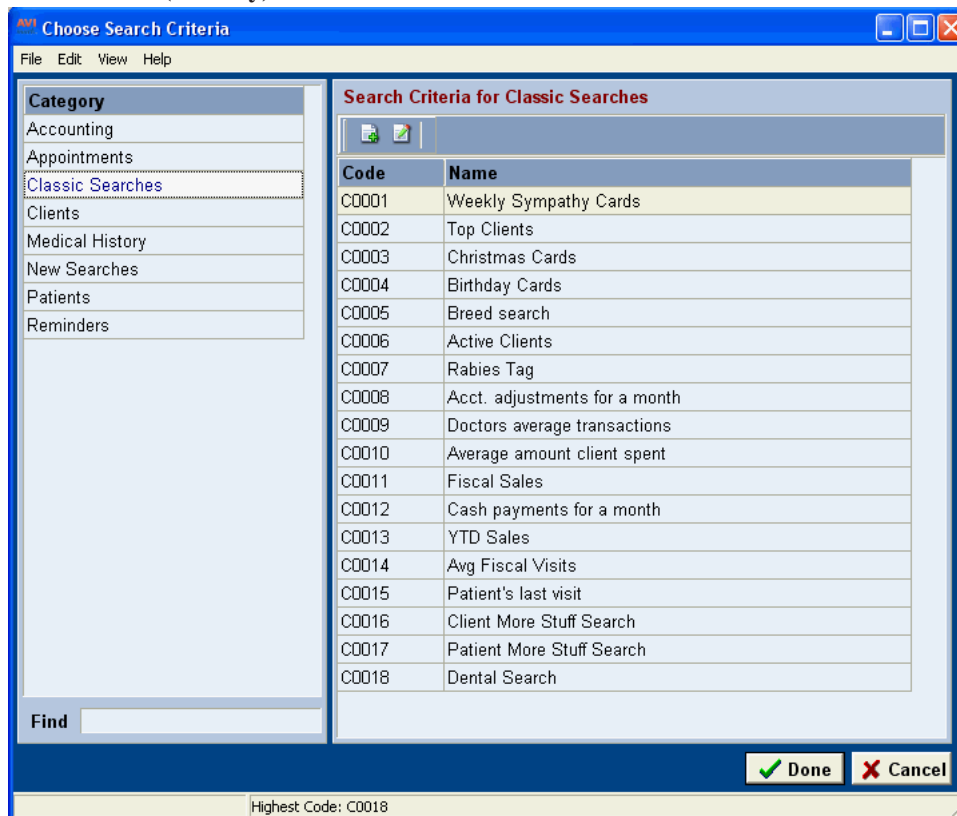 AVI Choose Search Criteria
File Edit View Help
Category
Accounting
Appointments
Classic Searches
Clients
Medical History
New Searches
Patients
Reminders
Find
Search Criteria for Classic Searches
Code Name
C0001 Weekly Sympathy Cards
C0002 Top Clients
C0003 Christmas Cards
C0004 Birthday Cards
C0005 Breed search
C0006 Active Clients
C0007 Rabies Tag
C0008 Acct. adjustments for a month
C0009 Doctors average transactions
C0010 Average amount client spent
C0011 Fiscal Sales
C0012 Cash payments for a month
C0013 YTD Sales
C0014 Avg Fiscal Visits
C0015 Patient's last visit
C0016 Client More Stuff Search
C0017 Patient More Stuff Search
C0018 Dental Search
Done Cancel
Highest Code: C0018